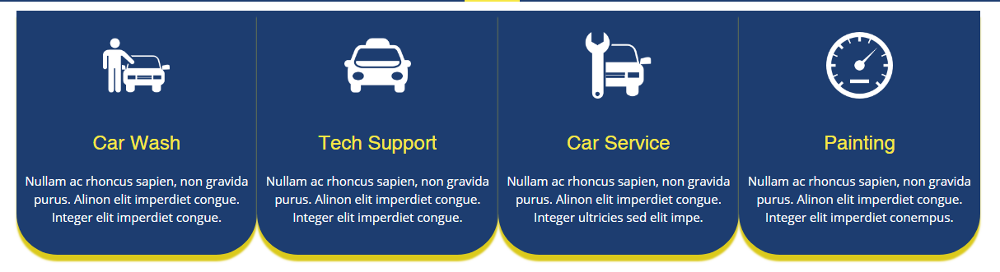 Car Wash
Nullam ac rhoncus sapien, non gravida
purus. Alinon elit imperdiet congue.
Integer elit imperdiet congue.
Tech Support
Nullam ac rhoncus sapien, non gravida
purus. Alinon elit imperdiet congue.
Integer elit imperdiet congue.
Car Service
Nullam ac rhoncus sapien, non gravida
purus. Alinon elit imperdiet congue.
Integer ultricies sed elit impe.
Painting
Nullam ac rhoncus sapien, non gravida
purus. Alinon elit imperdiet congue.
Integer elit imperdiet conempus.